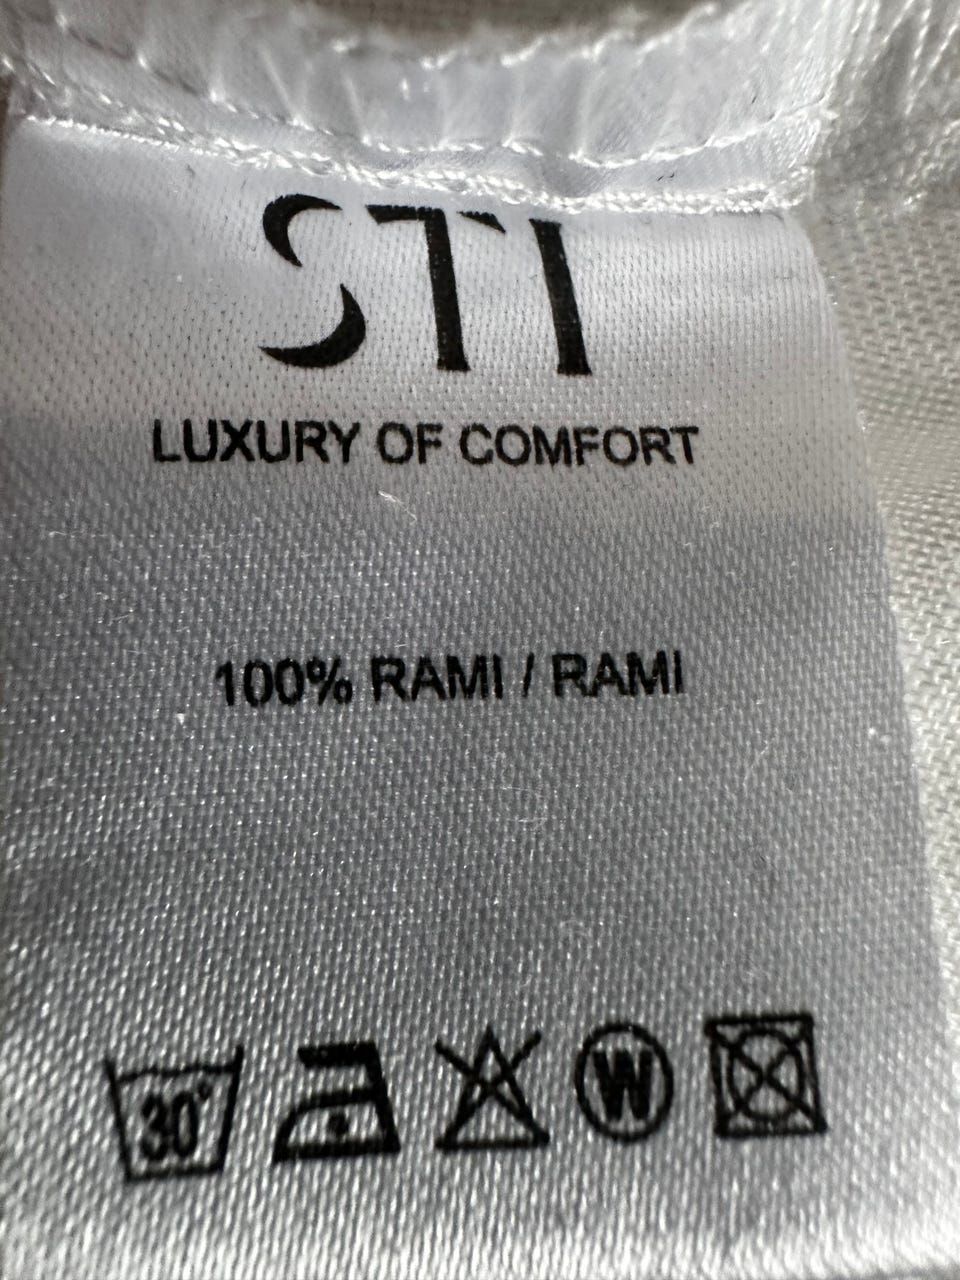 STI
LUXURY OF COMFORT
100% RAMI / RAMI
30° W